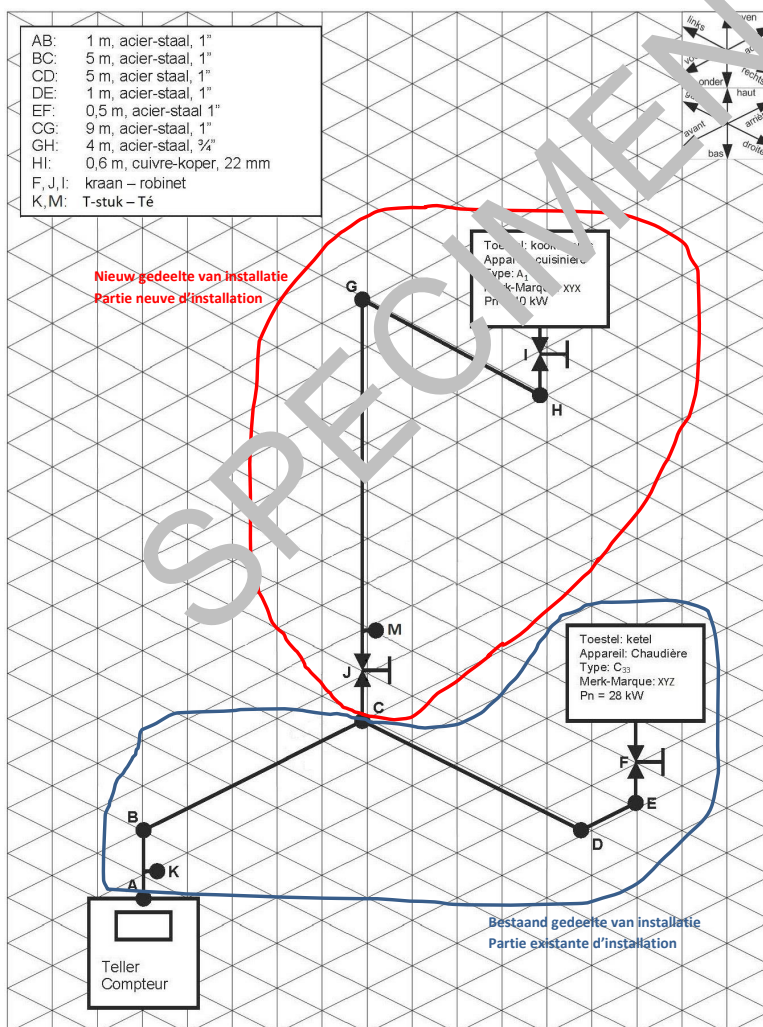 AB: 1 m, acier-staal, 1"
BC: 5 m, acier-staal, 1"
CD: 5 m, acier staal, 1"
DE: 1 m, acier-staal, 1"
EF: 0,5 m, acier-staal 1"
CG: 9 m, acier-staal, 1"
GH: 4 m, acier-staal, ¾"
HI: 0,6 m, cuivre-koper, 22 mm
F, J, I: kraan – robinet
K, M: T-stuk – Té
links
onder
rechts
haut
avant
bas
droite
SPECIMEN
Nieuw gedeelte van installatie
Partie neuve d'installation
cuisinière
A₁
XYX
Pn
kW
G
I
H
M
J
C
Toestel: ketel
Appareil: Chaudière
Type: C₃₃
Merk-Marque: XYZ
Pn = 28 kW
F
E
B
D
K
A
Teller
Compteur
Bestaand gedeelte van installatie
Partie existante d'installation